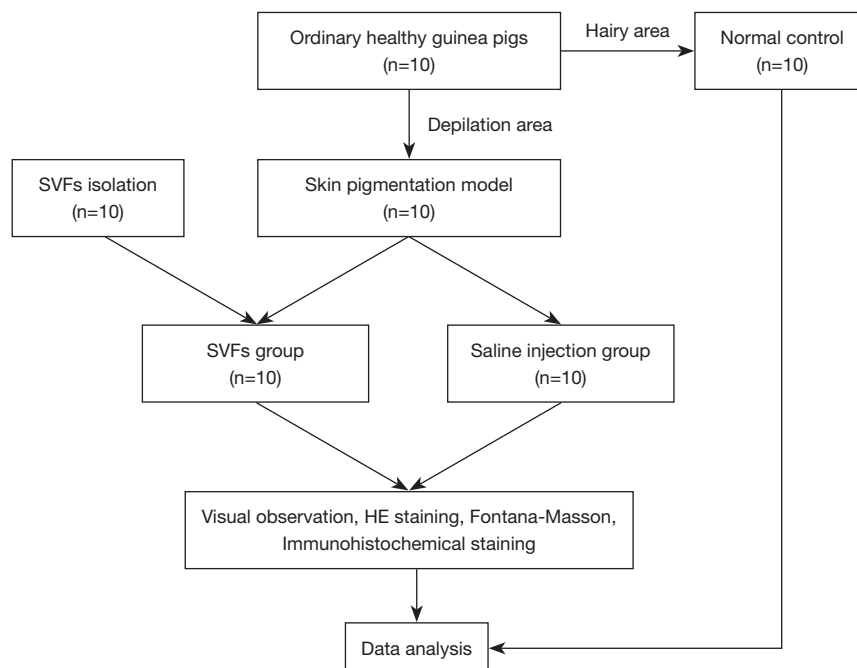 Ordinary healthy guinea pigs
(n=10)
Hairy area
Normal control
(n=10)
Depilation area
SVFs isolation
(n=10)
Skin pigmentation model
(n=10)
SVFs group
(n=10)
Saline injection group
(n=10)
Visual observation, HE staining, Fontana-Masson,
Immunohistochemical staining
Data analysis